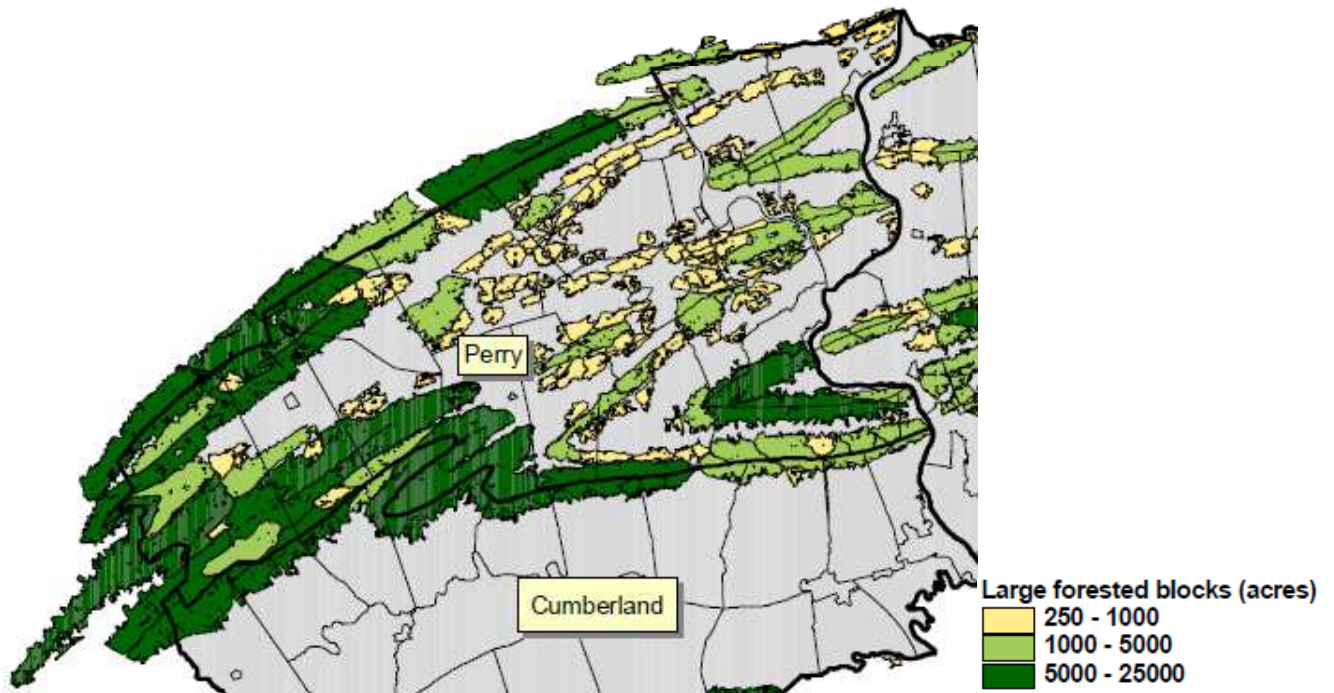 Perry
Cumberland
Large forested blocks (acres)
250 - 1000
1000 - 5000
5000 - 25000